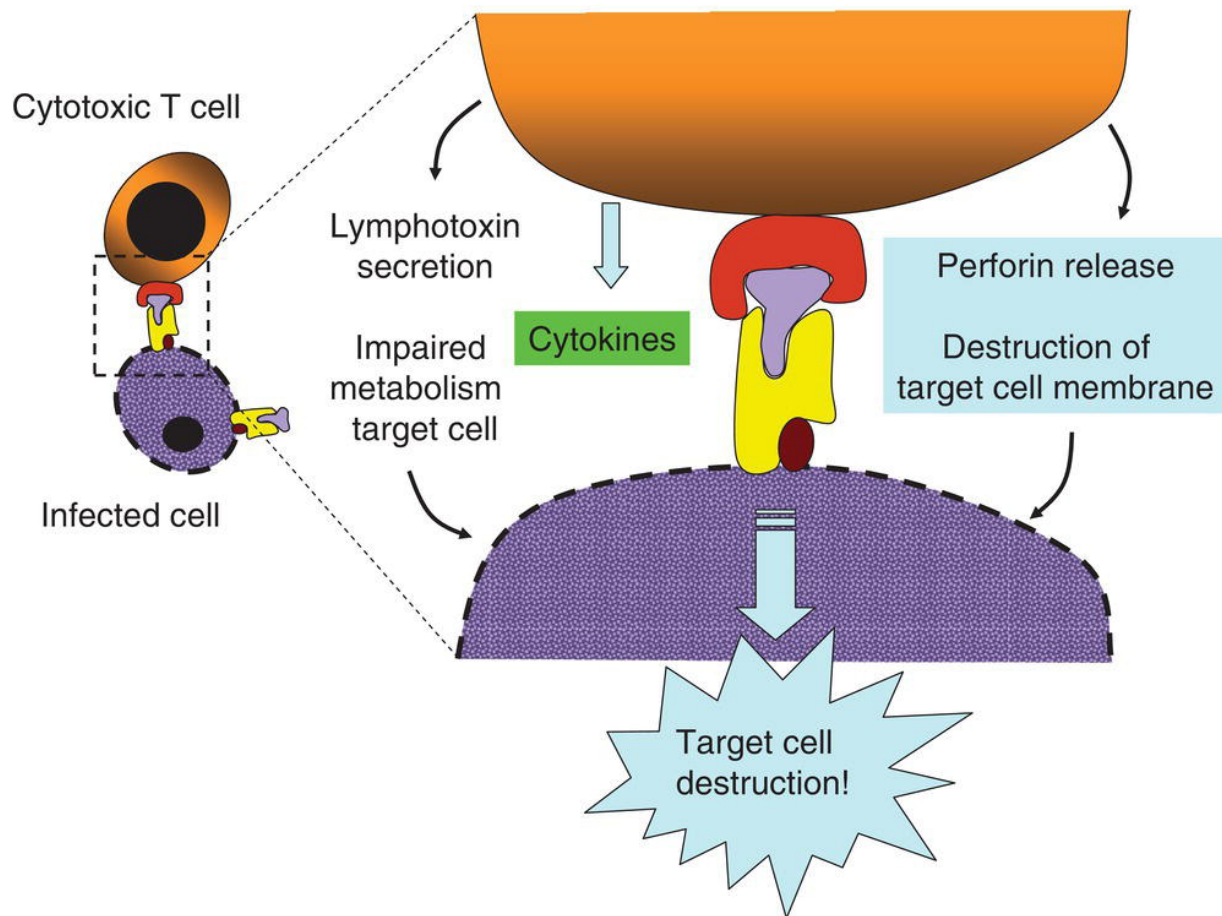 Cytotoxic T cell
Infected cell
Lymphotoxin
secretion
Impaired
metabolism
target cell
Cytokines
Perforin release
Destruction of
target cell membrane
Target cell
destruction!